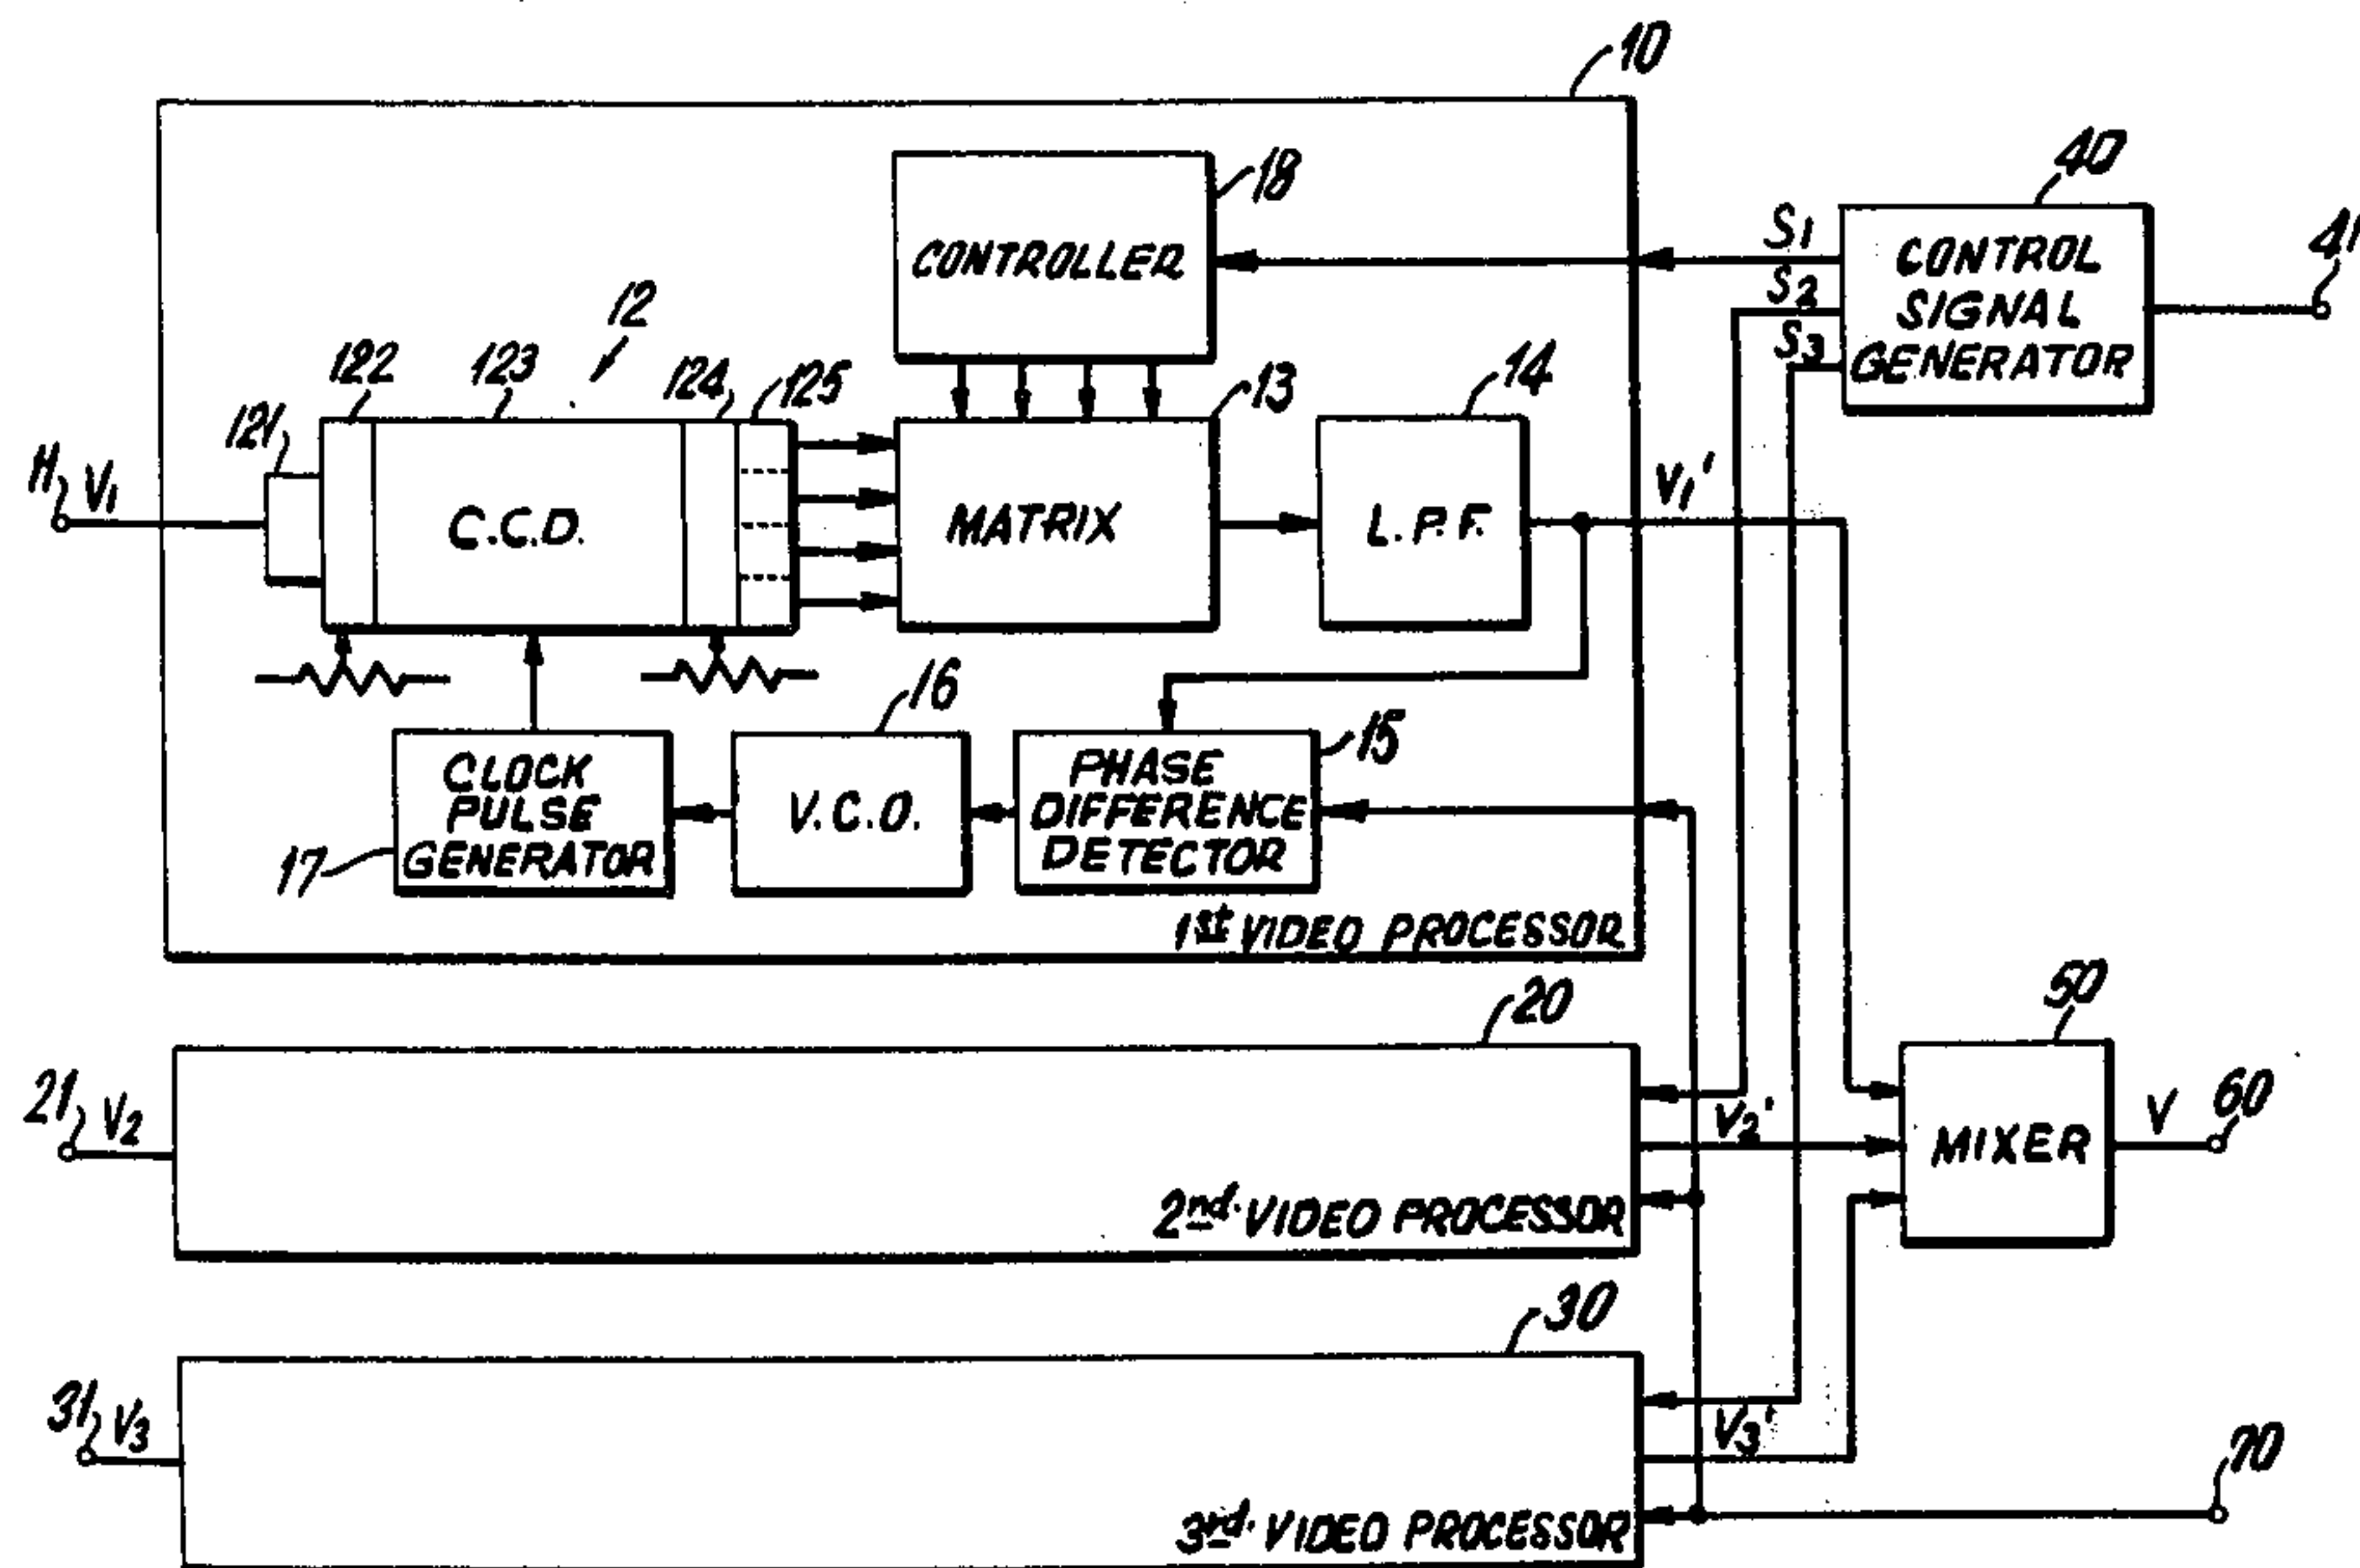 10
CONTROLLER
18
S1
S2
S3
CONTROL
SIGNAL
GENERATOR
40
41
12
121
122
123
124
125
11
V1
C.C.D.
MATRIX
13
L.P.F.
14
V1'
CLOCK
PULSE
GENERATOR
17
V.C.O.
16
PHASE
DIFFERENCE
DETECTOR
15
1st VIDEO PROCESSOR
20
21
V2
V2'
2nd. VIDEO PROCESSOR
50
MIXER
V
60
30
31
V3
V3'
3rd. VIDEO PROCESSOR
70